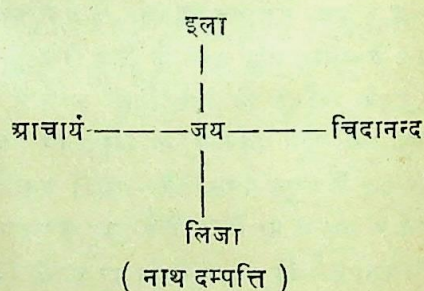 इला
आचार्य — — — —जय— — — —चिदानन्द
लिजा
( नाथ दम्पत्ति )